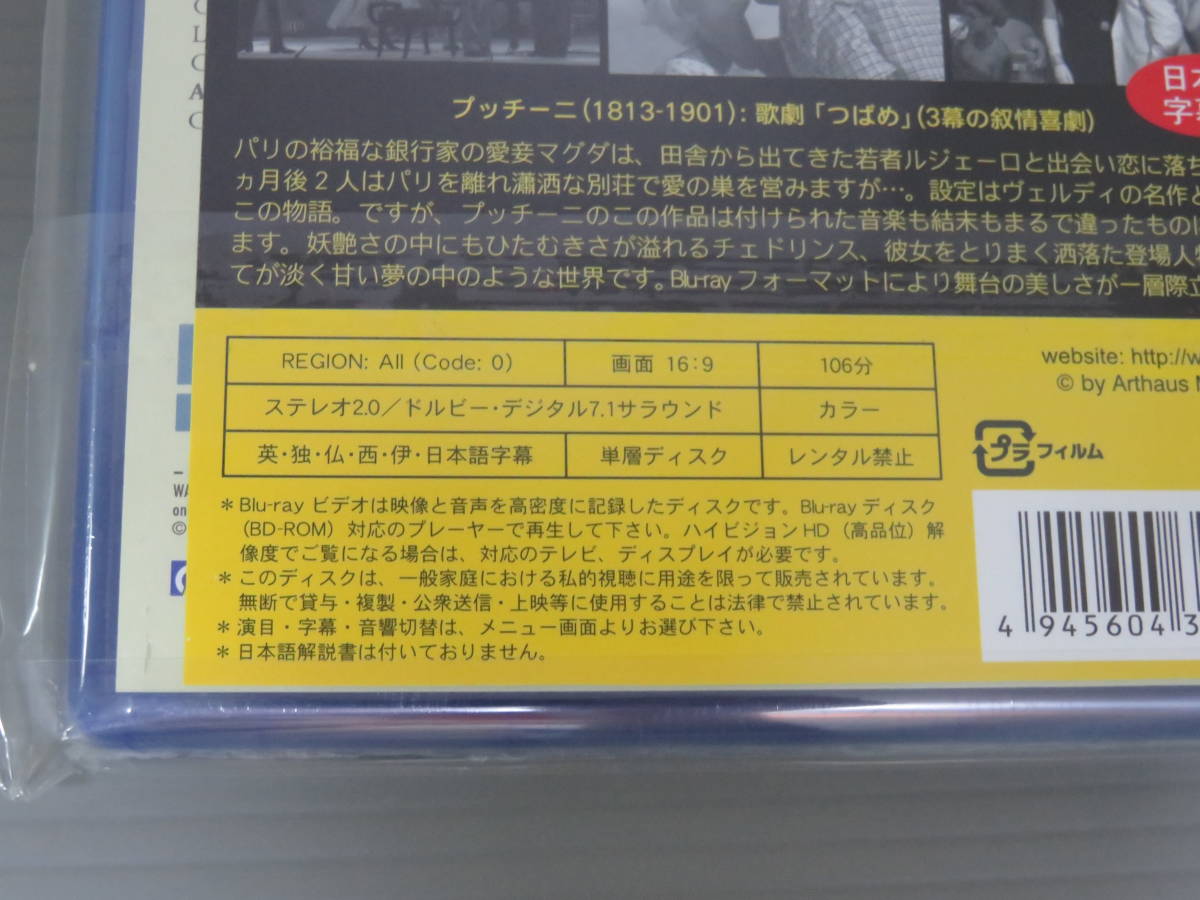 日本
プッチーニ(1813-1901): 歌劇「つばめ」(3幕の叙情喜劇)
パリの裕福な銀行家の愛妾マグダは、田舎から出てきた若者ルジェーロと出会い恋に落ち
ヵ月後2人はパリを離れ瀟洒な別荘で愛の巣を営みますが…。設定はヴェルディの名作
この物語。ですが、プッチーニのこの作品は付けられた音楽も結末もまるで違ったもの
ます。妖艶さの中にもひたむきさが溢れるチェドリンス、彼女をとりまく洒落た登場人
てが淡く甘い夢の中のような世界です。Blu-rayフォーマットにより舞台の美しさが一層際立
REGION: All (Code: 0) 画面 16:9 106分
ステレオ2.0／ドルビー・デジタル7.1サラウンド カラー
英・独・仏・西・伊・日本語字幕 単層ディスク レンタル禁止
website: http://w
© by Arthaus
プラ フィルム
＊Blu-ray ビデオは映像と音声を高密度に記録したディスクです。Blu-ray ディスク
（BD-ROM）対応のプレーヤーで再生して下さい。ハイビジョンHD（高品位）解
像度でご覧になる場合は、対応のテレビ、ディスプレイが必要です。
＊このディスクは、一般家庭における私的視聴に用途を限って販売されています。
無断で貸与・複製・公衆送信・上映等に使用することは法律で禁止されています。
＊演目・字幕・音響切替は、メニュー画面よりお選び下さい。
＊日本語解説書は付いておりません。
4 945604 3